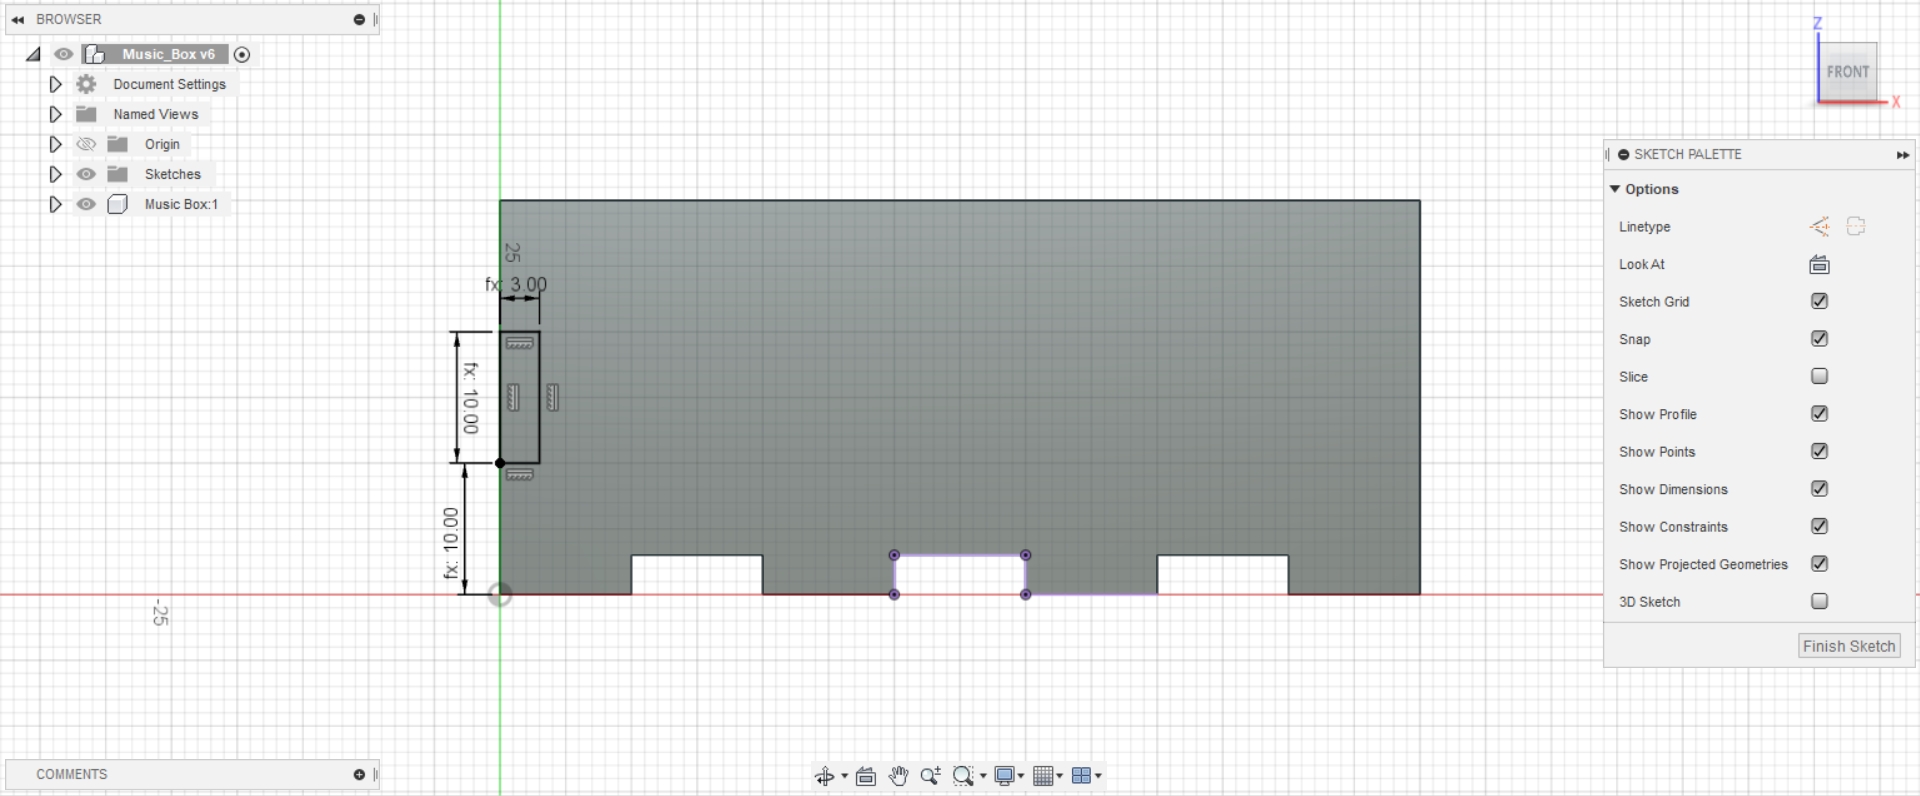 BROWSER
Music_Box v6
Document Settings
Named Views
Origin
Sketches
Music Box:1
25
fx: 3.00
fx: 10.00
fx: 10.00
-25
Z
FRONT
X
SKETCH PALETTE
Options
Linetype
Look At
Sketch Grid
Snap
Slice
Show Profile
Show Points
Show Dimensions
Show Constraints
Show Projected Geometries
3D Sketch
Finish Sketch
COMMENTS